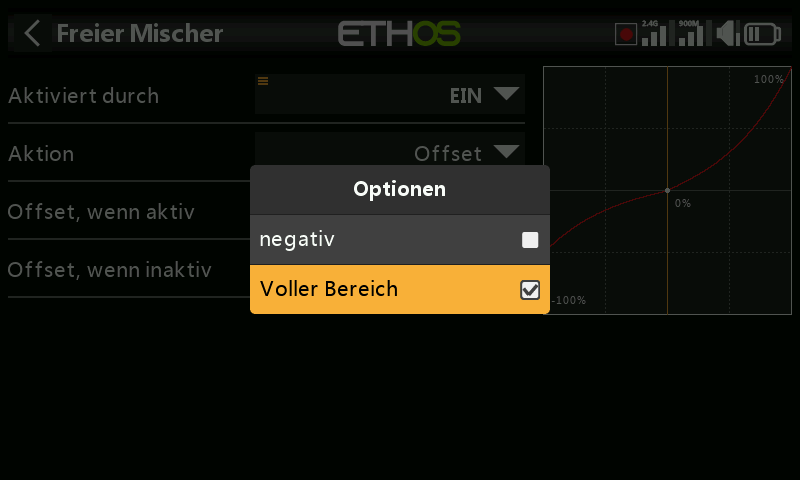 Freier Mischer
ETHOS
2.4G
900M
Aktiviert durch
EIN
Aktion
Offset
Offset, wenn aktiv
Offset, wenn inaktiv
Optionen
negativ
Voller Bereich
100%
0%
-100%